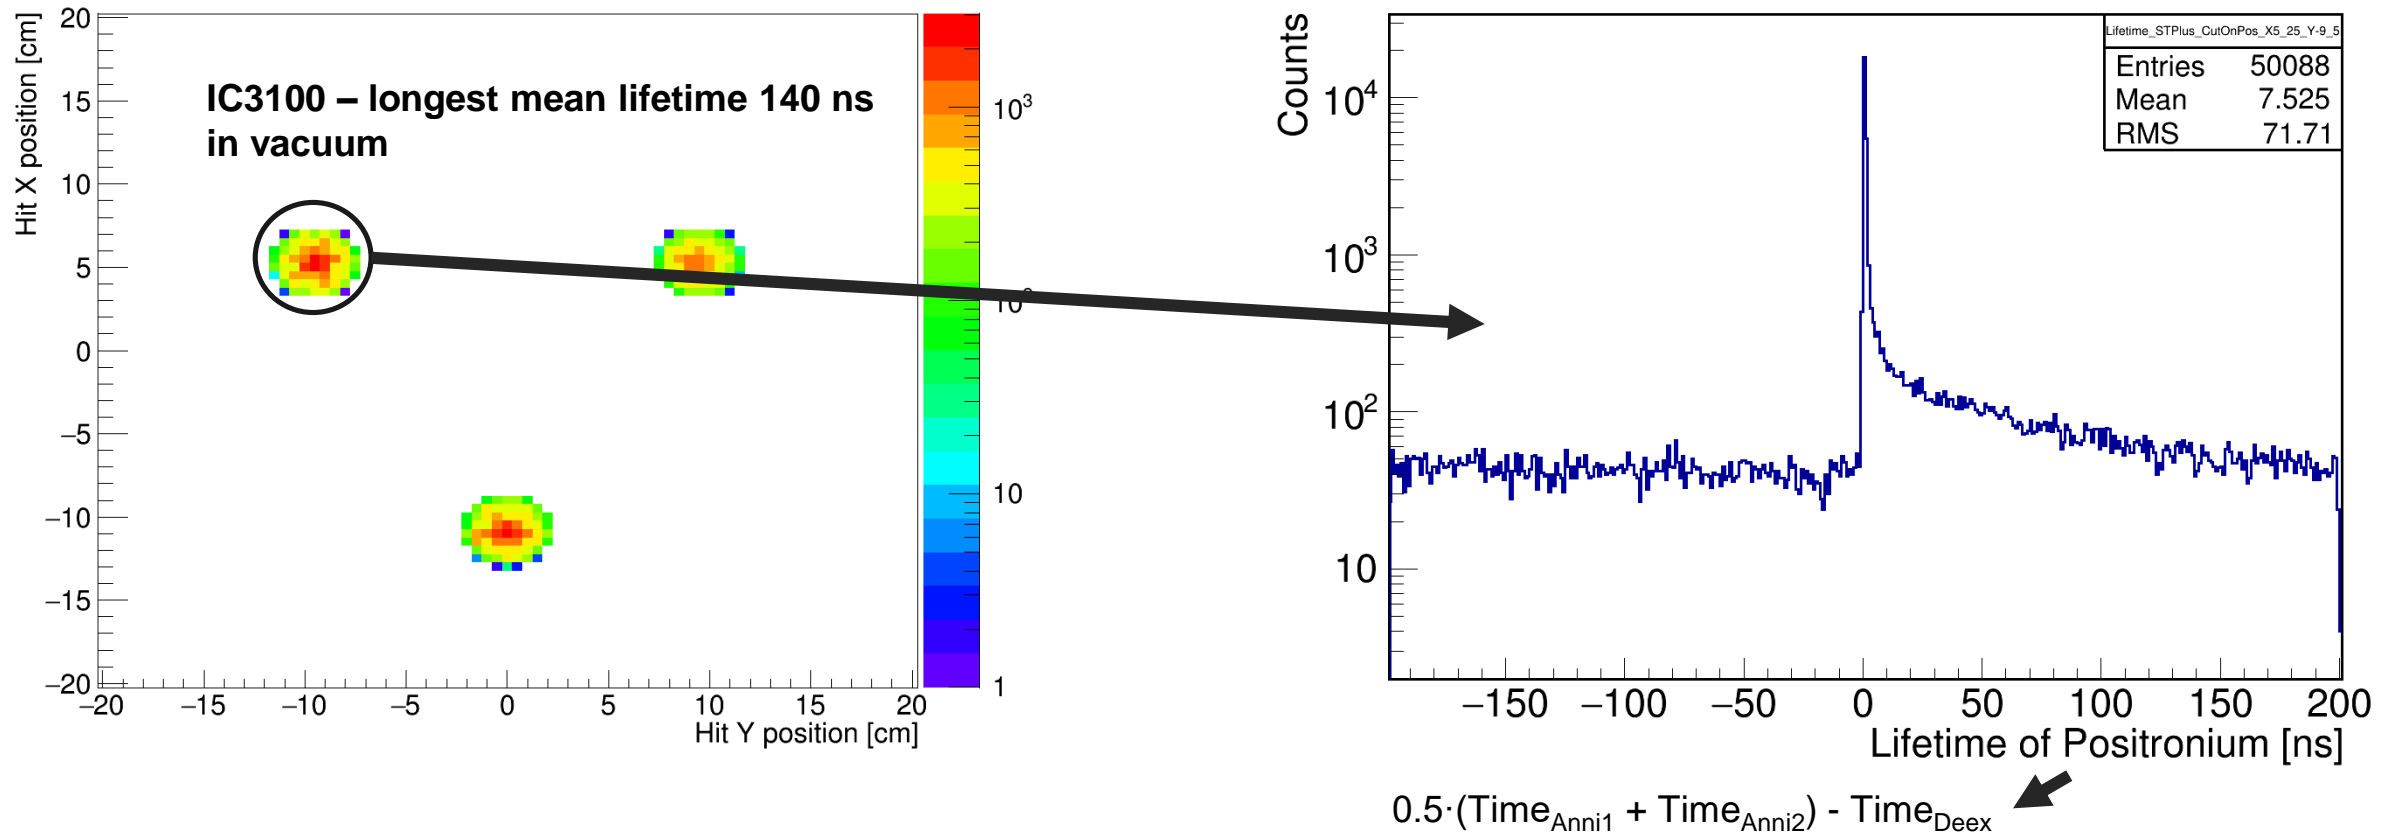 Hit X position [cm]
20
15
10
5
0
−5
−10
−15
−20
IC3100 – longest mean lifetime 140 ns
in vacuum
−20 −15 −10 −5 0 5 10 15 20
Hit Y position [cm]
10³
10
1
Counts
10⁴
10³
10²
10
Lifetime_STPlus_CutOnPos_X5_25_Y-9_5
Entries 50088
Mean 7.525
RMS 71.71
−150 −100 −50 0 50 100 150 200
Lifetime of Positronium [ns]
0.5·(Time_Anni1 + Time_Anni2) - Time_Deex